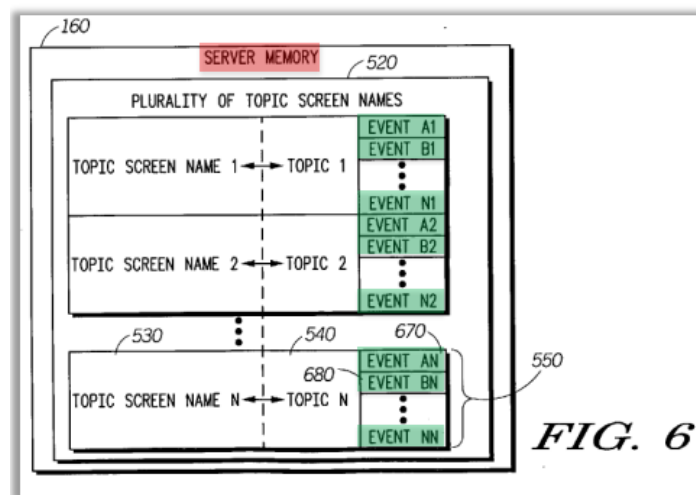 160
SERVER MEMORY
520
PLURALITY OF TOPIC SCREEN NAMES
EVENT A1
EVENT B1
TOPIC SCREEN NAME 1 TOPIC 1
EVENT N1
EVENT A2
EVENT B2
TOPIC SCREEN NAME 2 TOPIC 2
EVENT N2
530 540 670
EVENT AN
550
680 EVENT BN
TOPIC SCREEN NAME N TOPIC N
EVENT NN
FIG. 6